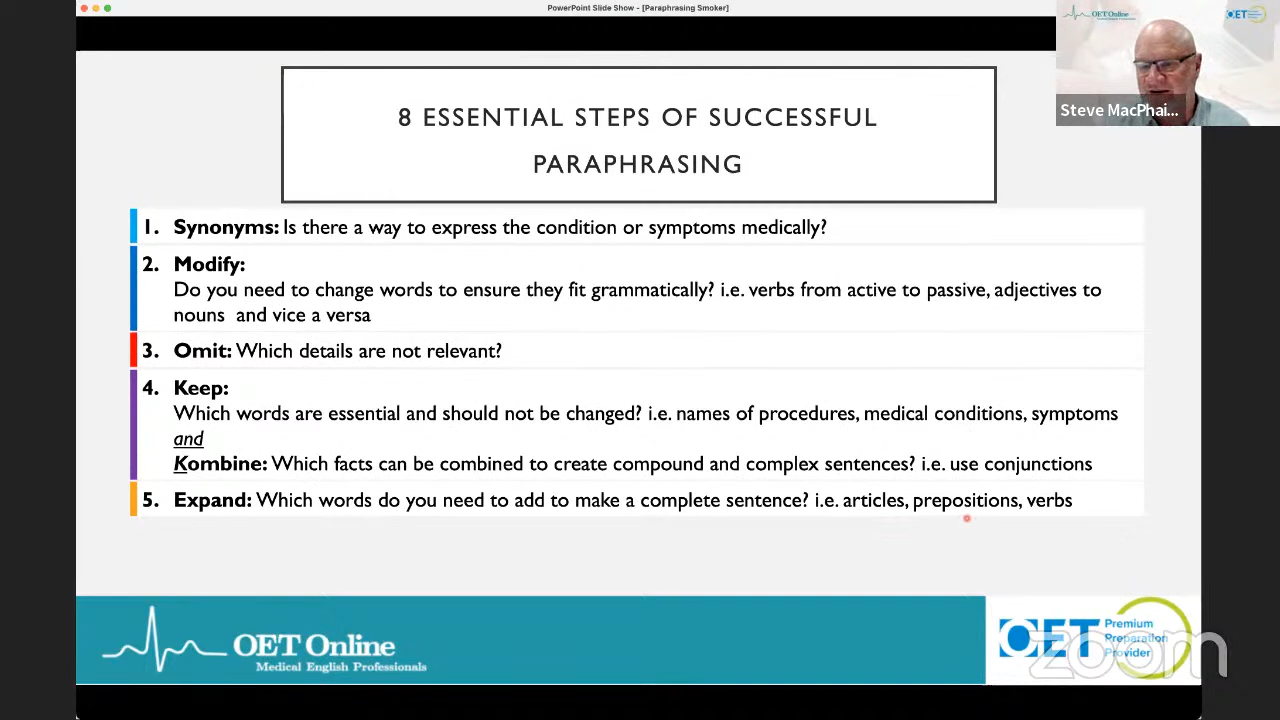 PowerPoint Slide Show - [Paraphrasing Smoker]
OET Online
OET
Steve MacPhai...
8 ESSENTIAL STEPS OF SUCCESSFUL
PARAPHRASING
1. Synonyms: Is there a way to express the condition or symptoms medically?
2. Modify:
Do you need to change words to ensure they fit grammatically? i.e. verbs from active to passive, adjectives to
nouns and vice a versa
3. Omit: Which details are not relevant?
4. Keep:
Which words are essential and should not be changed? i.e. names of procedures, medical conditions, symptoms
and
Kombine: Which facts can be combined to create compound and complex sentences? i.e. use conjunctions
5. Expand: Which words do you need to add to make a complete sentence? i.e. articles, prepositions, verbs
OET Online
Medical English Professionals
OET
Premium
Preparation
Provider
zoom